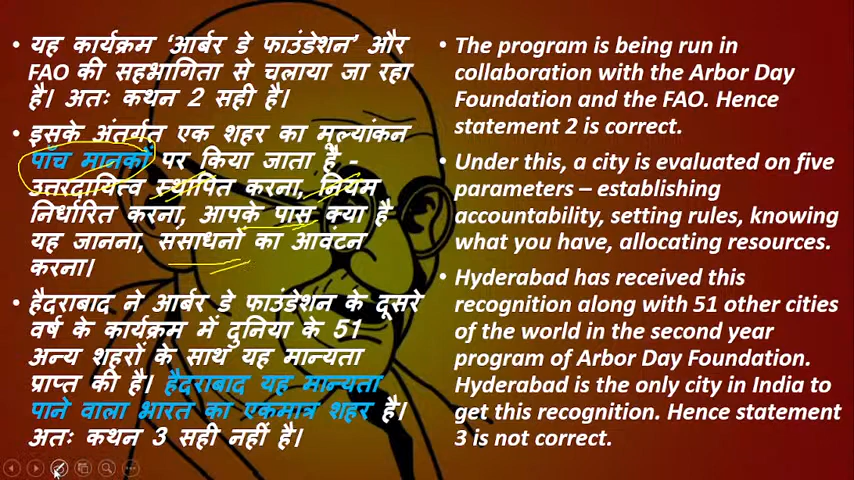 • यह कार्यक्रम ‘आर्बर डे फाउंडेशन’ और
FAO की सहभागिता से चलाया जा रहा
है। अतः कथन 2 सही है।
• इसके अंतर्गत एक शहर का मूल्यांकन
पाँच मानकों पर किया जाता है -
उत्तरदायित्व स्थापित करना, नियम
निर्धारित करना, आपके पास क्या है
यह जानना, संसाधनों का आवंटन
करना।
• हैदराबाद ने आर्बर डे फाउंडेशन के दूसरे
वर्ष के कार्यक्रम में दुनिया के 51
अन्य शहरों के साथ यह मान्यता
प्राप्त की है। हैदराबाद यह मान्यता
पाने वाला भारत का एकमात्र शहर है।
अतः कथन 3 सही नहीं है।
• The program is being run in
collaboration with the Arbor Day
Foundation and the FAO. Hence
statement 2 is correct.
• Under this, a city is evaluated on five
parameters – establishing
accountability, setting rules, knowing
what you have, allocating resources.
• Hyderabad has received this
recognition along with 51 other cities
of the world in the second year
program of Arbor Day Foundation.
Hyderabad is the only city in India to
get this recognition. Hence statement
3 is not correct.